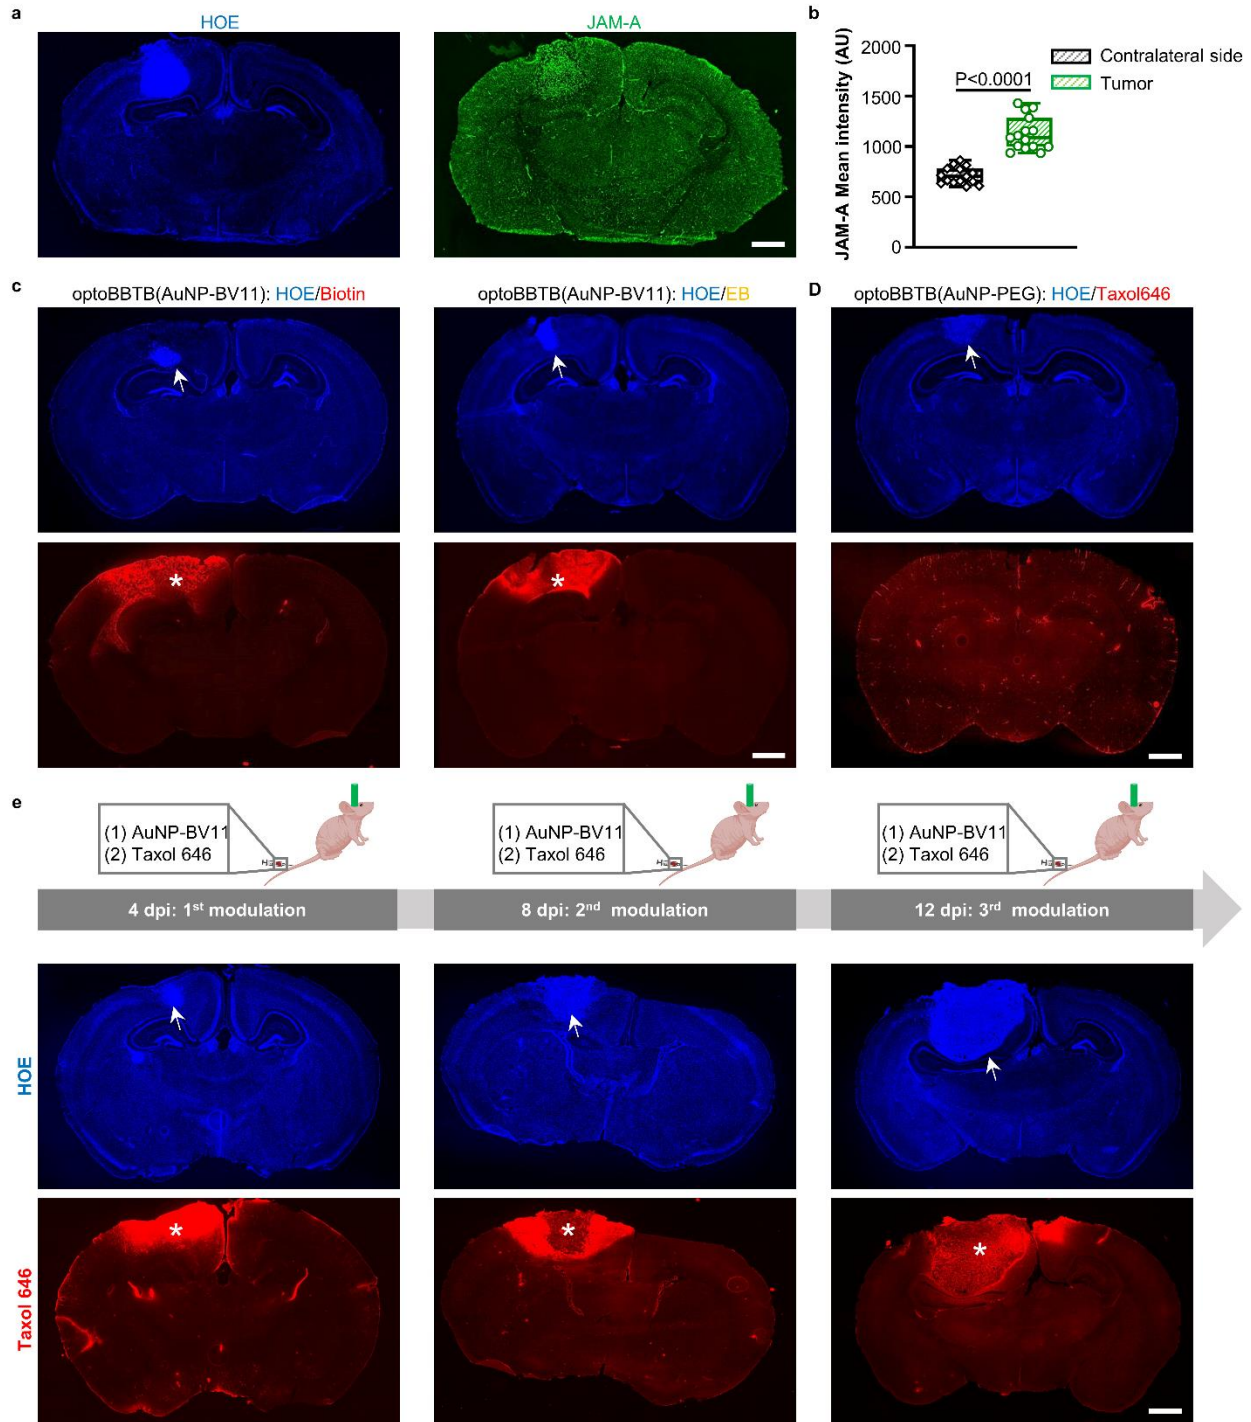 a
HOE
JAM-A
b
JAM-A Mean intensity (AU)
2000
1500
1000
500
0
P<0.0001
Contralateral side
Tumor
c
optoBBTB(AuNP-BV11): HOE/Biotin
optoBBTB(AuNP-BV11): HOE/EB
D
optoBBTB(AuNP-PEG): HOE/Taxol646
*
*
e
(1) AuNP-BV11
(2) Taxol 646
(1) AuNP-BV11
(2) Taxol 646
(1) AuNP-BV11
(2) Taxol 646
4 dpi: 1st modulation
8 dpi: 2nd modulation
12 dpi: 3rd modulation
HOE
Taxol 646
*
*
*